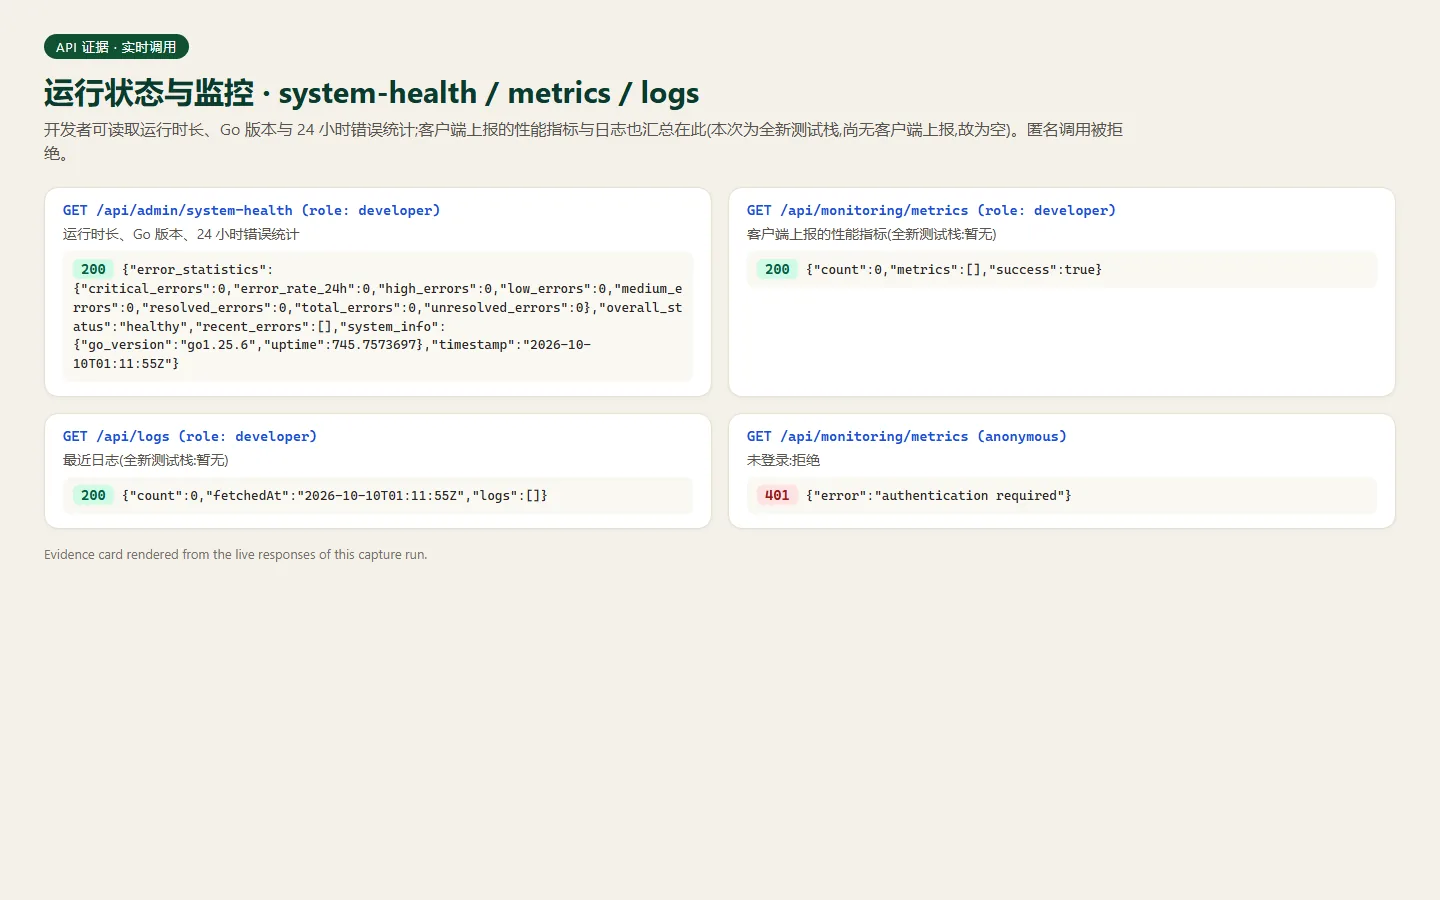 API 证据 · 实时调用
运行状态与监控 · system-health / metrics / logs
开发者可读取运行时长、Go 版本与 24 小时错误统计;客户端上报的性能指标与日志也汇总在此(本次为全新测试栈,尚无客户端上报,故为空)。匿名调用被拒
绝。
GET /api/admin/system-health (role: developer)
运行时长、Go 版本、24 小时错误统计
200 {"error_statistics":
{"critical_errors":0,"error_rate_24h":0,"high_errors":0,"low_errors":0,"medium_e
rrors":0,"resolved_errors":0,"total_errors":0,"unresolved_errors":0},"overall_st
atus":"healthy","recent_errors":[],"system_info":
{"go_version":"go1.25.6","uptime":745.7573697},"timestamp":"2026-10-
10T01:11:55Z"}
GET /api/monitoring/metrics (role: developer)
客户端上报的性能指标(全新测试栈:暂无)
200 {"count":0,"metrics":[],"success":true}
GET /api/logs (role: developer)
最近日志(全新测试栈:暂无)
200 {"count":0,"fetchedAt":"2026-10-10T01:11:55Z","logs":[]}
GET /api/monitoring/metrics (anonymous)
未登录:拒绝
401 {"error":"authentication required"}
Evidence card rendered from the live responses of this capture run.